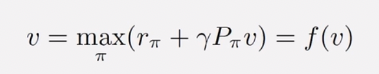 v = max_π (r_π + γP_π v) = f(v)